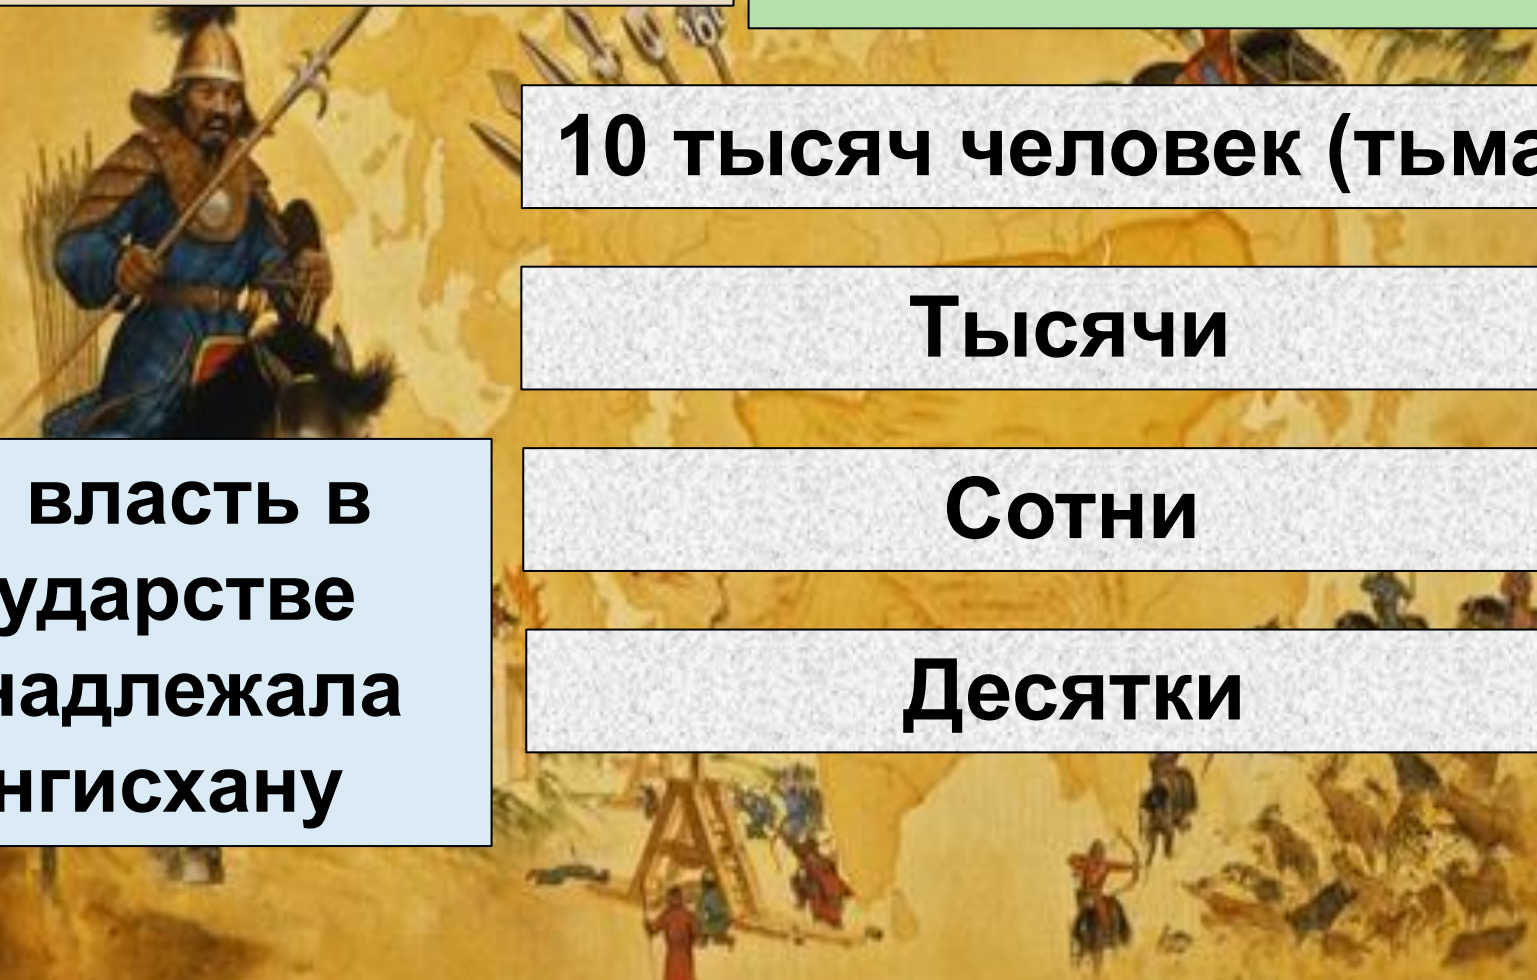 10 тысяч человек (тьма
Тысячи
Сотни
Десятки
власть в
ударстве
надлежала
нгисхану